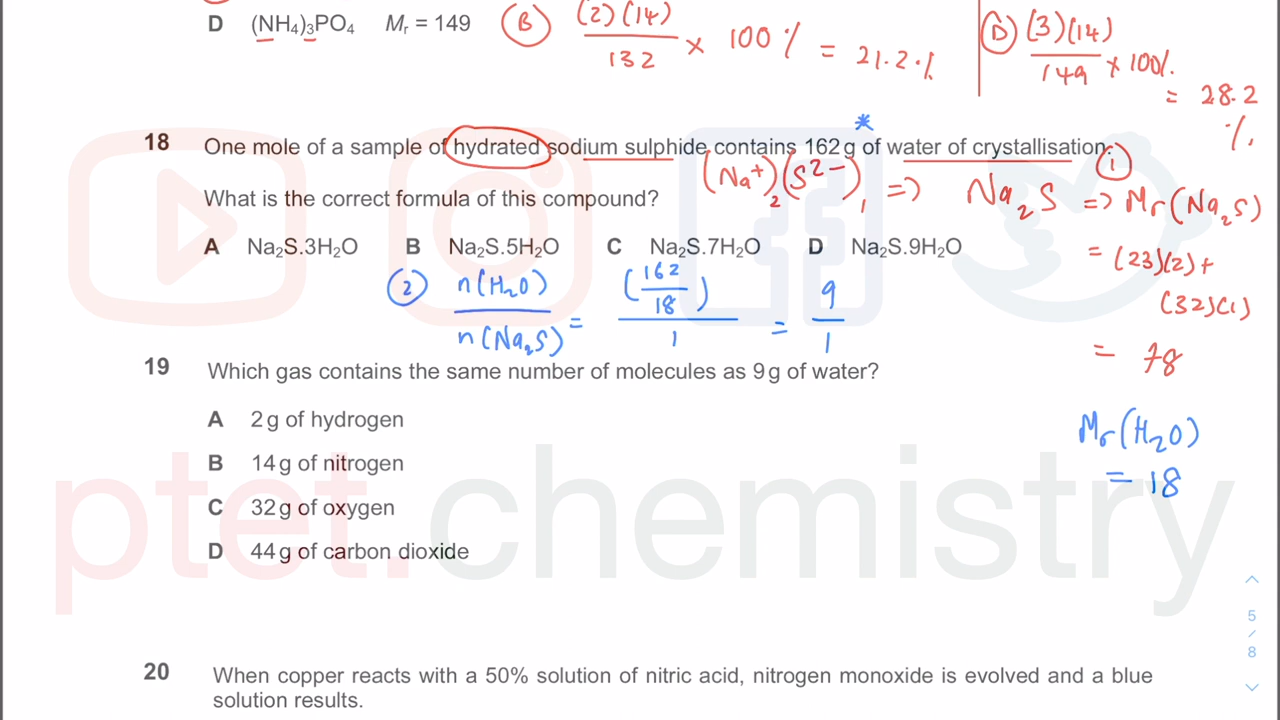 D (NH₄)₃PO₄ Mᵣ = 149
(B) (2)(14) / 132 × 100% = 21.2%
(D) (3)(14) / 149 × 100% = 28.2 %
18 One mole of a sample of hydrated sodium sulphide contains 162 g of water of crystallisation.
(Na⁺)₂(S²⁻)₁ => Na₂S => Mr(Na₂S)
= (23)(2)+
(32)(1)
= 78
(1)
What is the correct formula of this compound?
A Na₂S.3H₂O B Na₂S.5H₂O C Na₂S.7H₂O D Na₂S.9H₂O
(2) n(H₂O) / n(Na₂S) = (162/18) / 1 = 9 / 1
Mr(H₂O)
= 18
19 Which gas contains the same number of molecules as 9 g of water?
A 2 g of hydrogen
B 14 g of nitrogen
C 32 g of oxygen
D 44 g of carbon dioxide
ptet.chemistry
5
/
8
20 When copper reacts with a 50% solution of nitric acid, nitrogen monoxide is evolved and a blue
solution results.